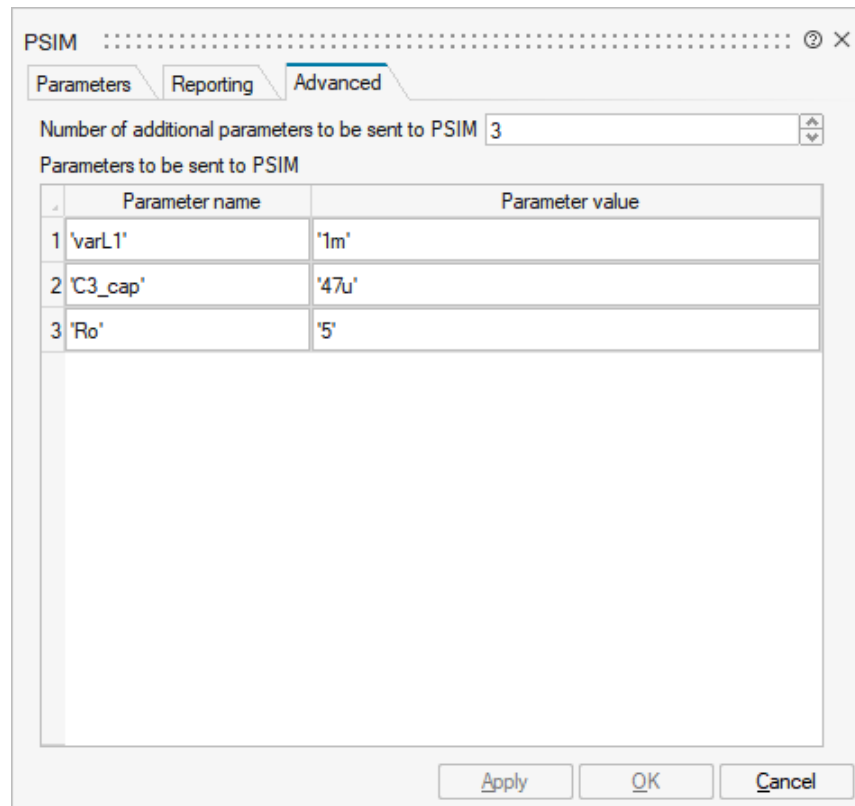 PSIM
Parameters Reporting Advanced
Number of additional parameters to be sent to PSIM 3
Parameters to be sent to PSIM
Parameter name Parameter value
1 'varL1' '1m'
2 'C3_cap' '47u'
3 'Ro' '5'
Apply OK Cancel